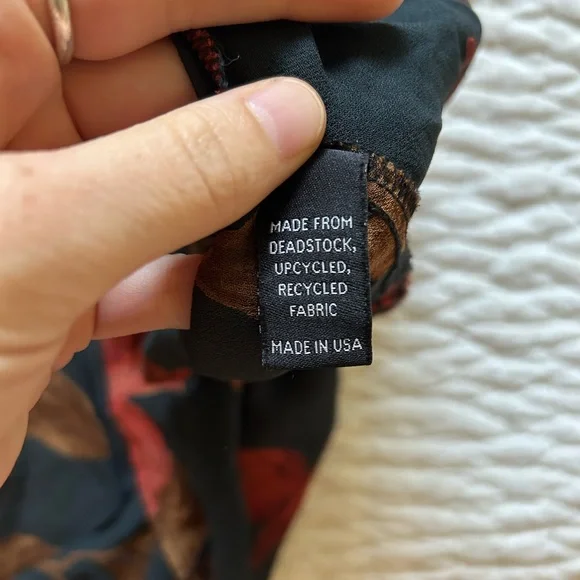 MADE FROM
DEADSTOCK,
UPCYCLED,
RECYCLED
FABRIC
MADE IN USA